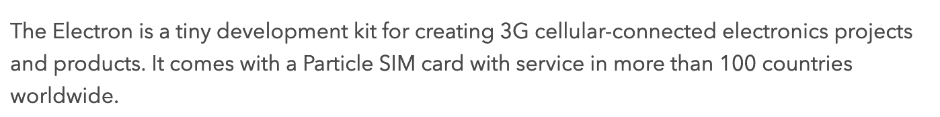 The Electron is a tiny development kit for creating 3G cellular-connected electronics projects
and products. It comes with a Particle SIM card with service in more than 100 countries
worldwide.